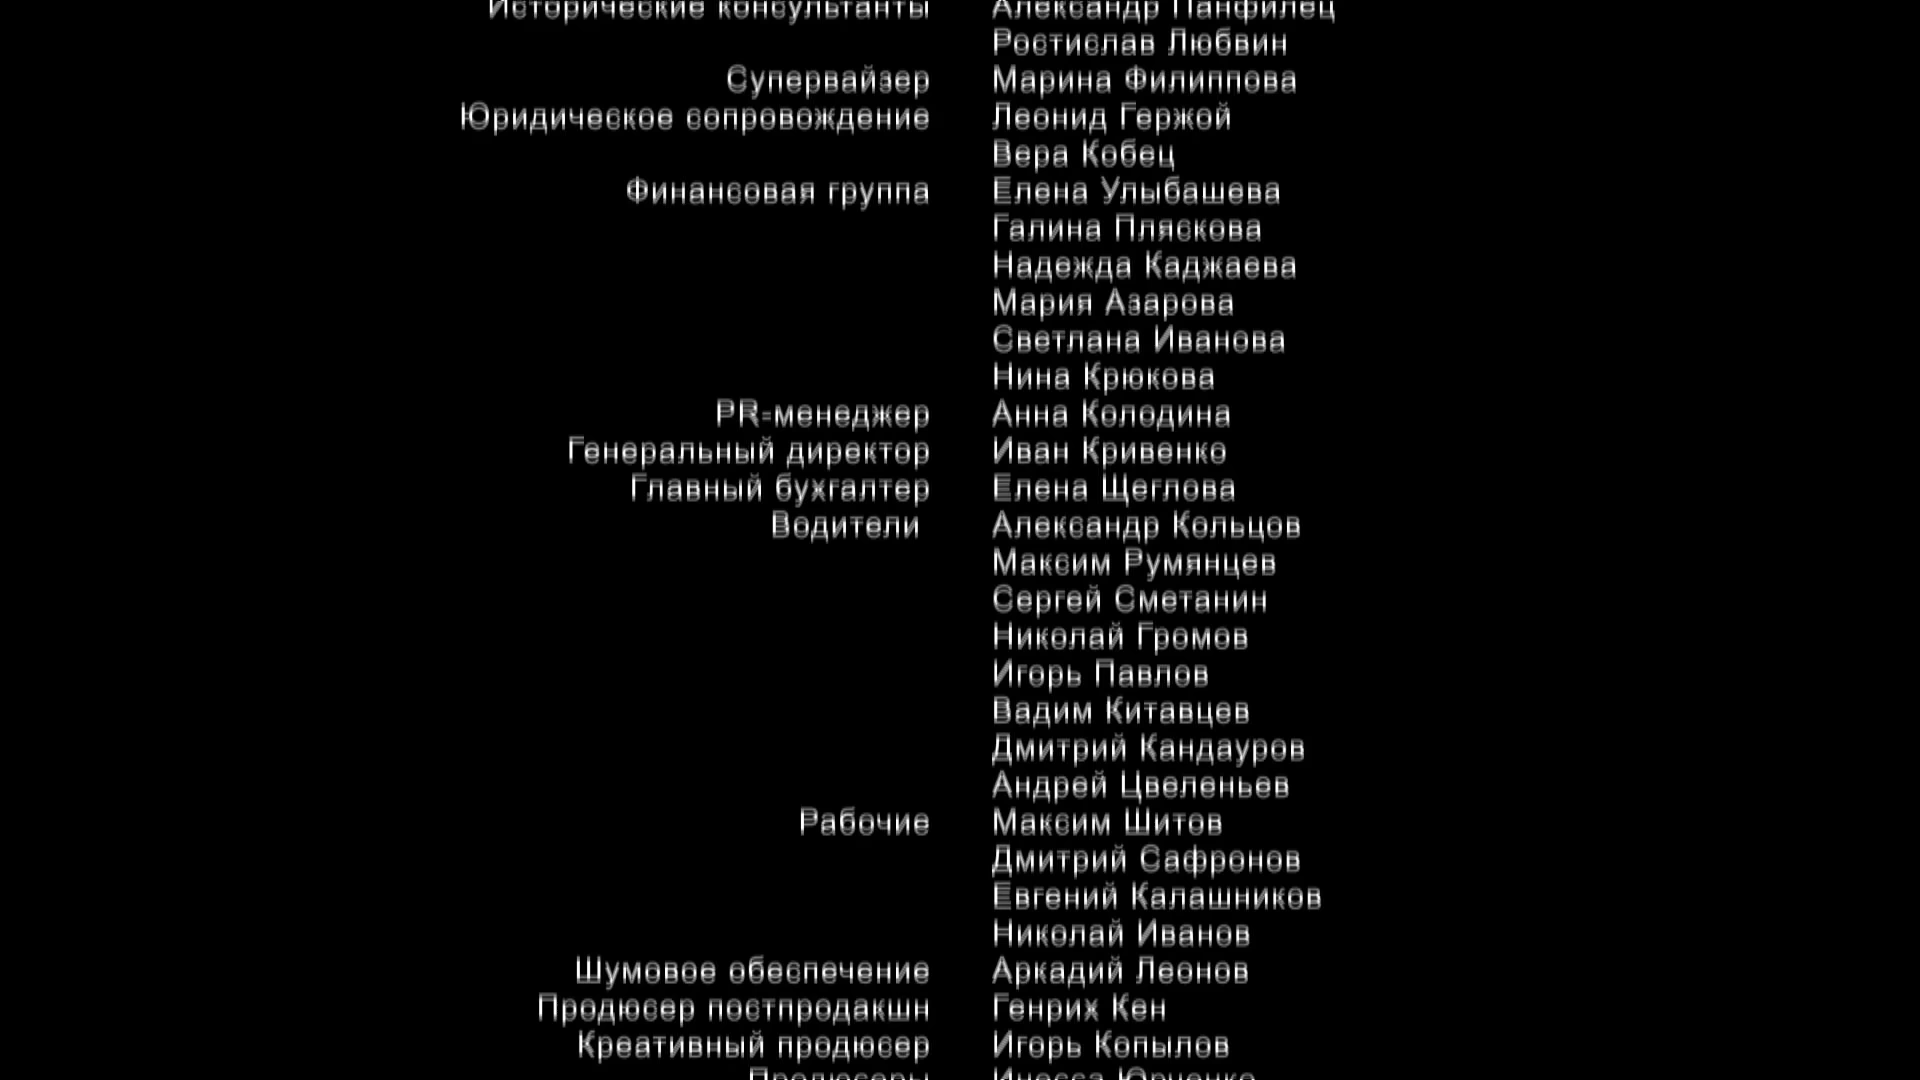 Исторические консультанты Александр Панфилец
Ростислав Любвин
Супервайзер Марина Филиппова
Юридическое сопровождение Леонид Гержой
Вера Кобец
Финансовая группа Елена Улыбашева
Галина Пляскова
Надежда Каджаева
Мария Азарова
Светлана Иванова
Нина Крюкова
PR-менеджер Анна Колодина
Генеральный директор Иван Кривенко
Главный бухгалтер Елена Щеглова
Водители Александр Кольцов
Максим Румянцев
Сергей Сметанин
Николай Громов
Игорь Павлов
Вадим Китавцев
Дмитрий Кандауров
Андрей Цвеленьев
Рабочие Максим Шитов
Дмитрий Сафронов
Евгений Калашников
Николай Иванов
Шумовое обеспечение Аркадий Леонов
Продюсер постпродакшн Генрих Кен
Креативный продюсер Игорь Копылов
Продюсеры Инесса Юрченко